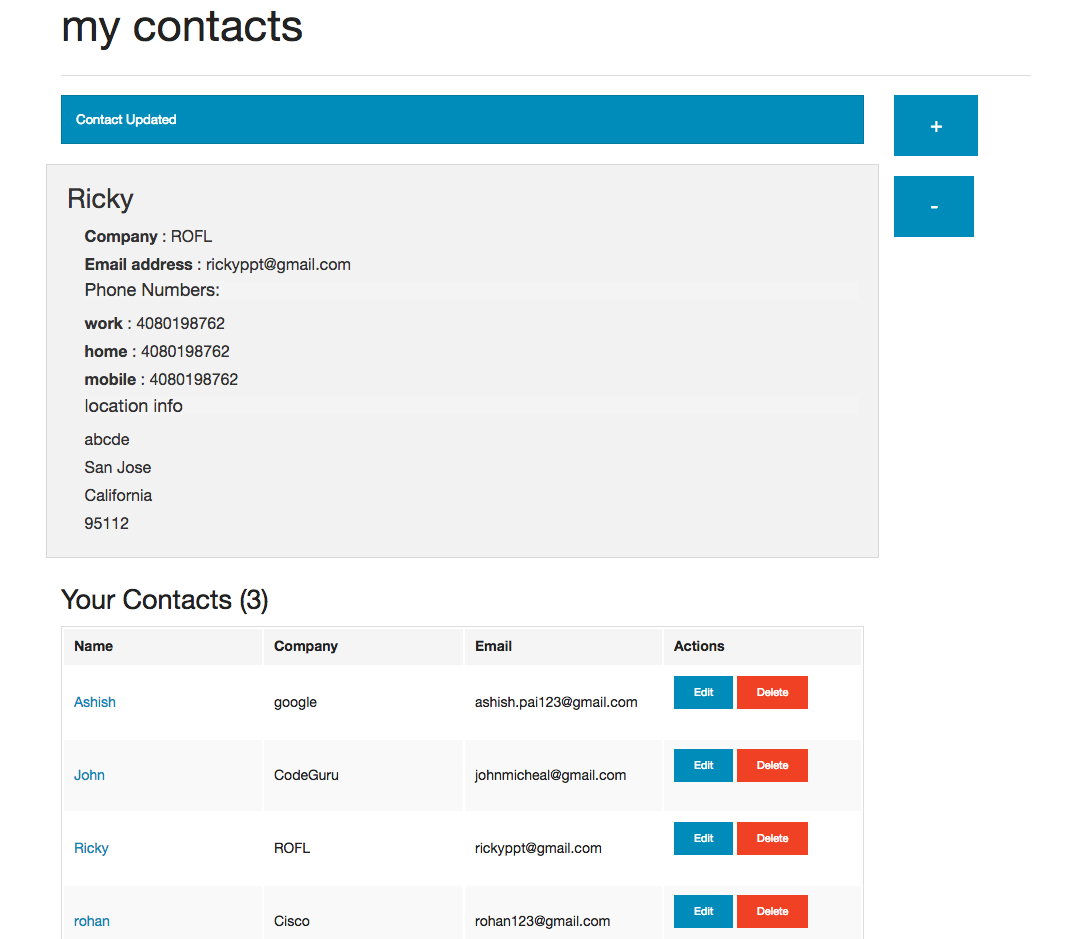 my contacts
Contact Updated
+
-
Ricky
Company : ROFL
Email address : rickyppt@gmail.com
Phone Numbers:
work : 4080198762
home : 4080198762
mobile : 4080198762
location info
abcde
San Jose
California
95112
Your Contacts (3)
Name Company Email Actions
Ashish google ashish.pai123@gmail.com Edit Delete
John CodeGuru johnmicheal@gmail.com Edit Delete
Ricky ROFL rickyppt@gmail.com Edit Delete
rohan Cisco rohan123@gmail.com Edit Delete